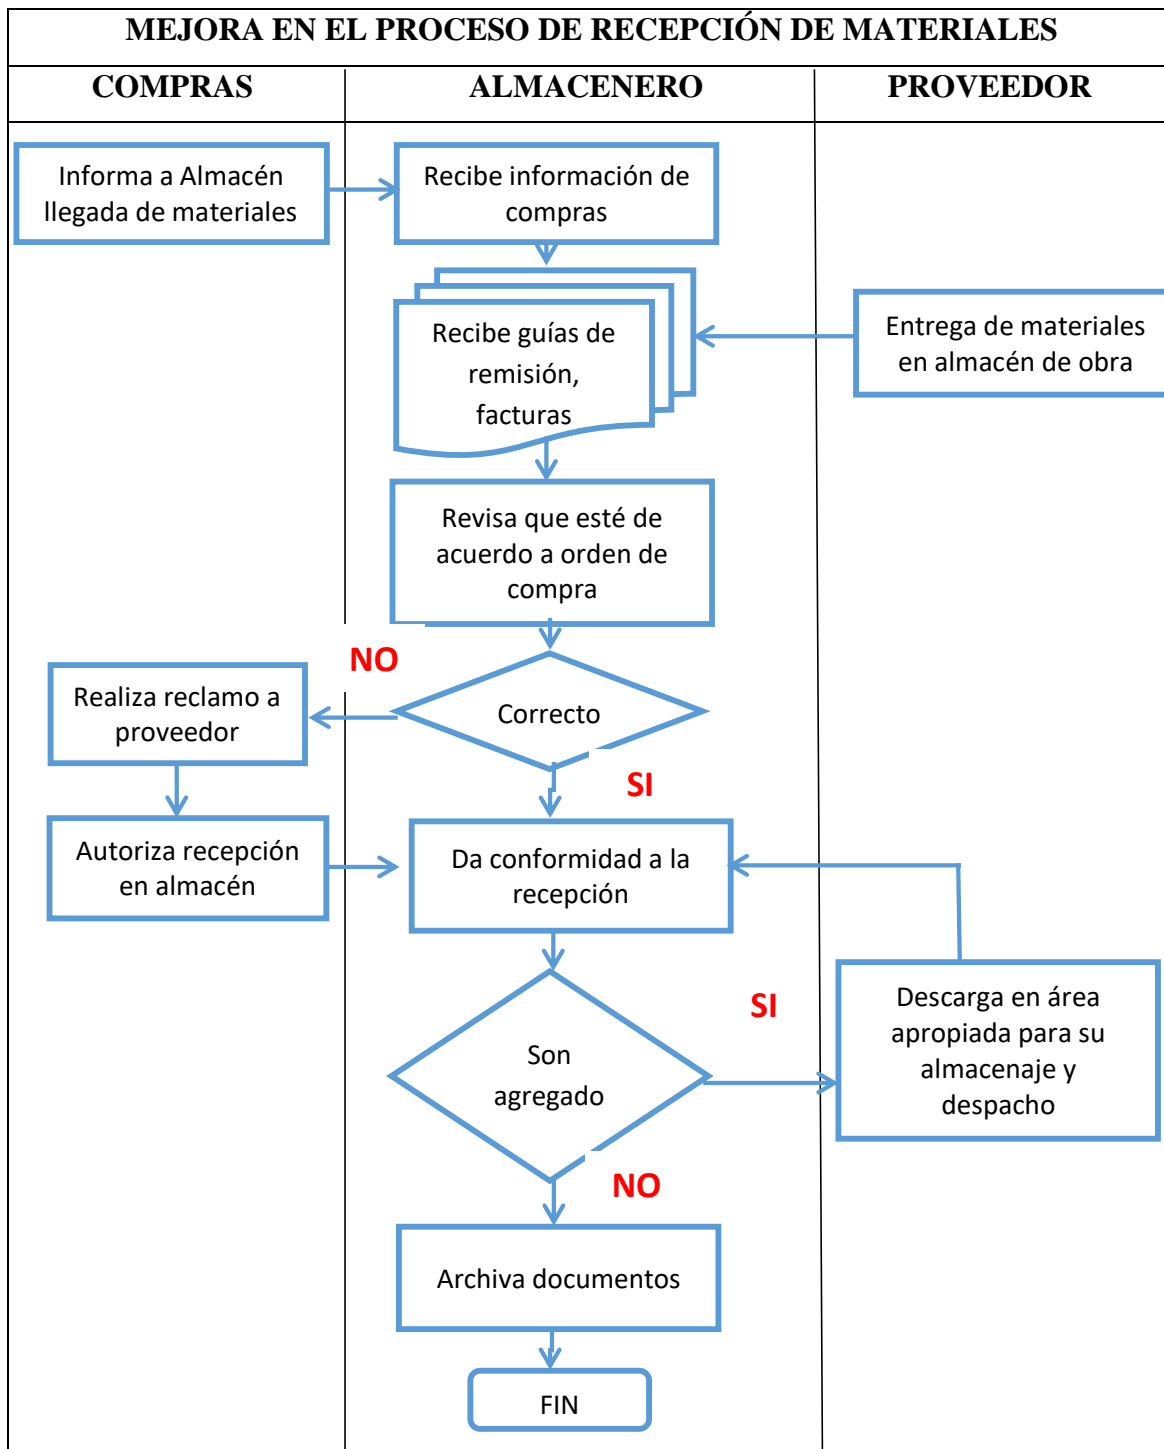 MEJORA EN EL PROCESO DE RECEPCIÓN DE MATERIALES
COMPRAS
ALMACENERO
PROVEEDOR
Informa a Almacén
llegada de materiales
Recibe información de
compras
Recibe guías de
remisión,
facturas
Entrega de materiales
en almacén de obra
Revisa que esté de
acuerdo a orden de
compra
NO
Realiza reclamo a
proveedor
Correcto
SI
Autoriza recepción
en almacén
Da conformidad a la
recepción
SI
Descarga en área
apropiada para su
almacenaje y
despacho
Son
agregado
NO
Archiva documentos
FIN